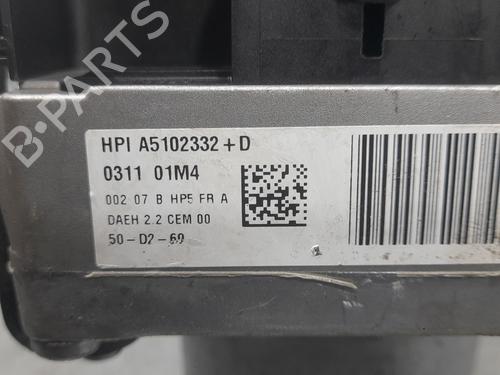 B-PARTS
HPI A5102332+D
0311 01M4
002 07 B HP5 FR A
DAEH 2.2 CEM 00
50-D2-69